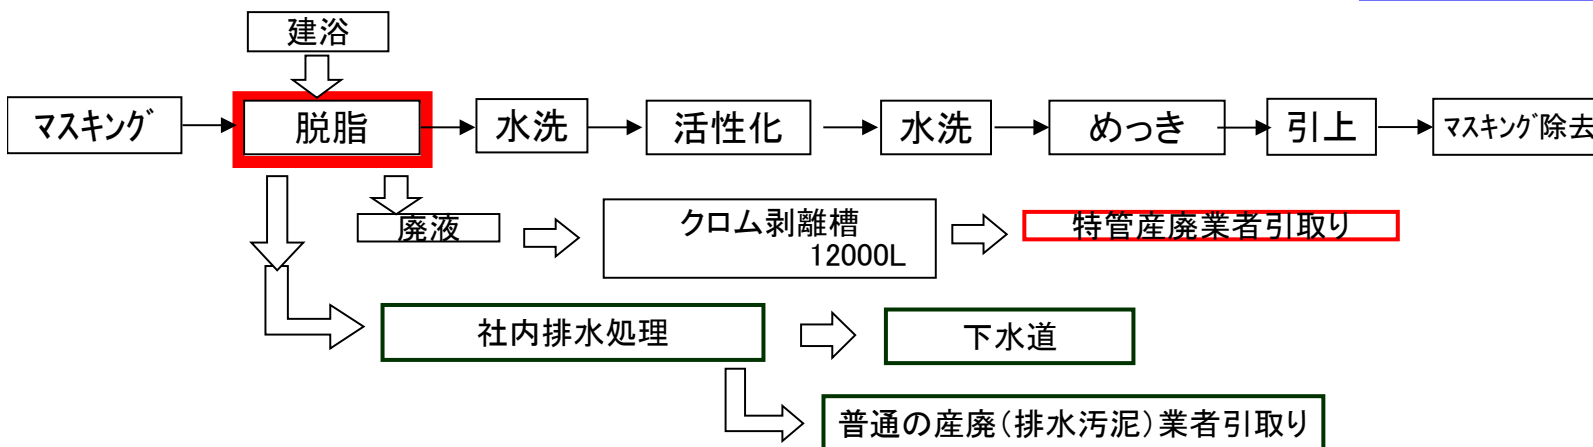 建浴
マスキング
脱脂
水洗
活性化
水洗
めっき
引上
マスキング除去
廃液
クロム剥離槽
12000L
特管産廃業者引取り
社内排水処理
下水道
普通の産廃(排水汚泥)業者引取り